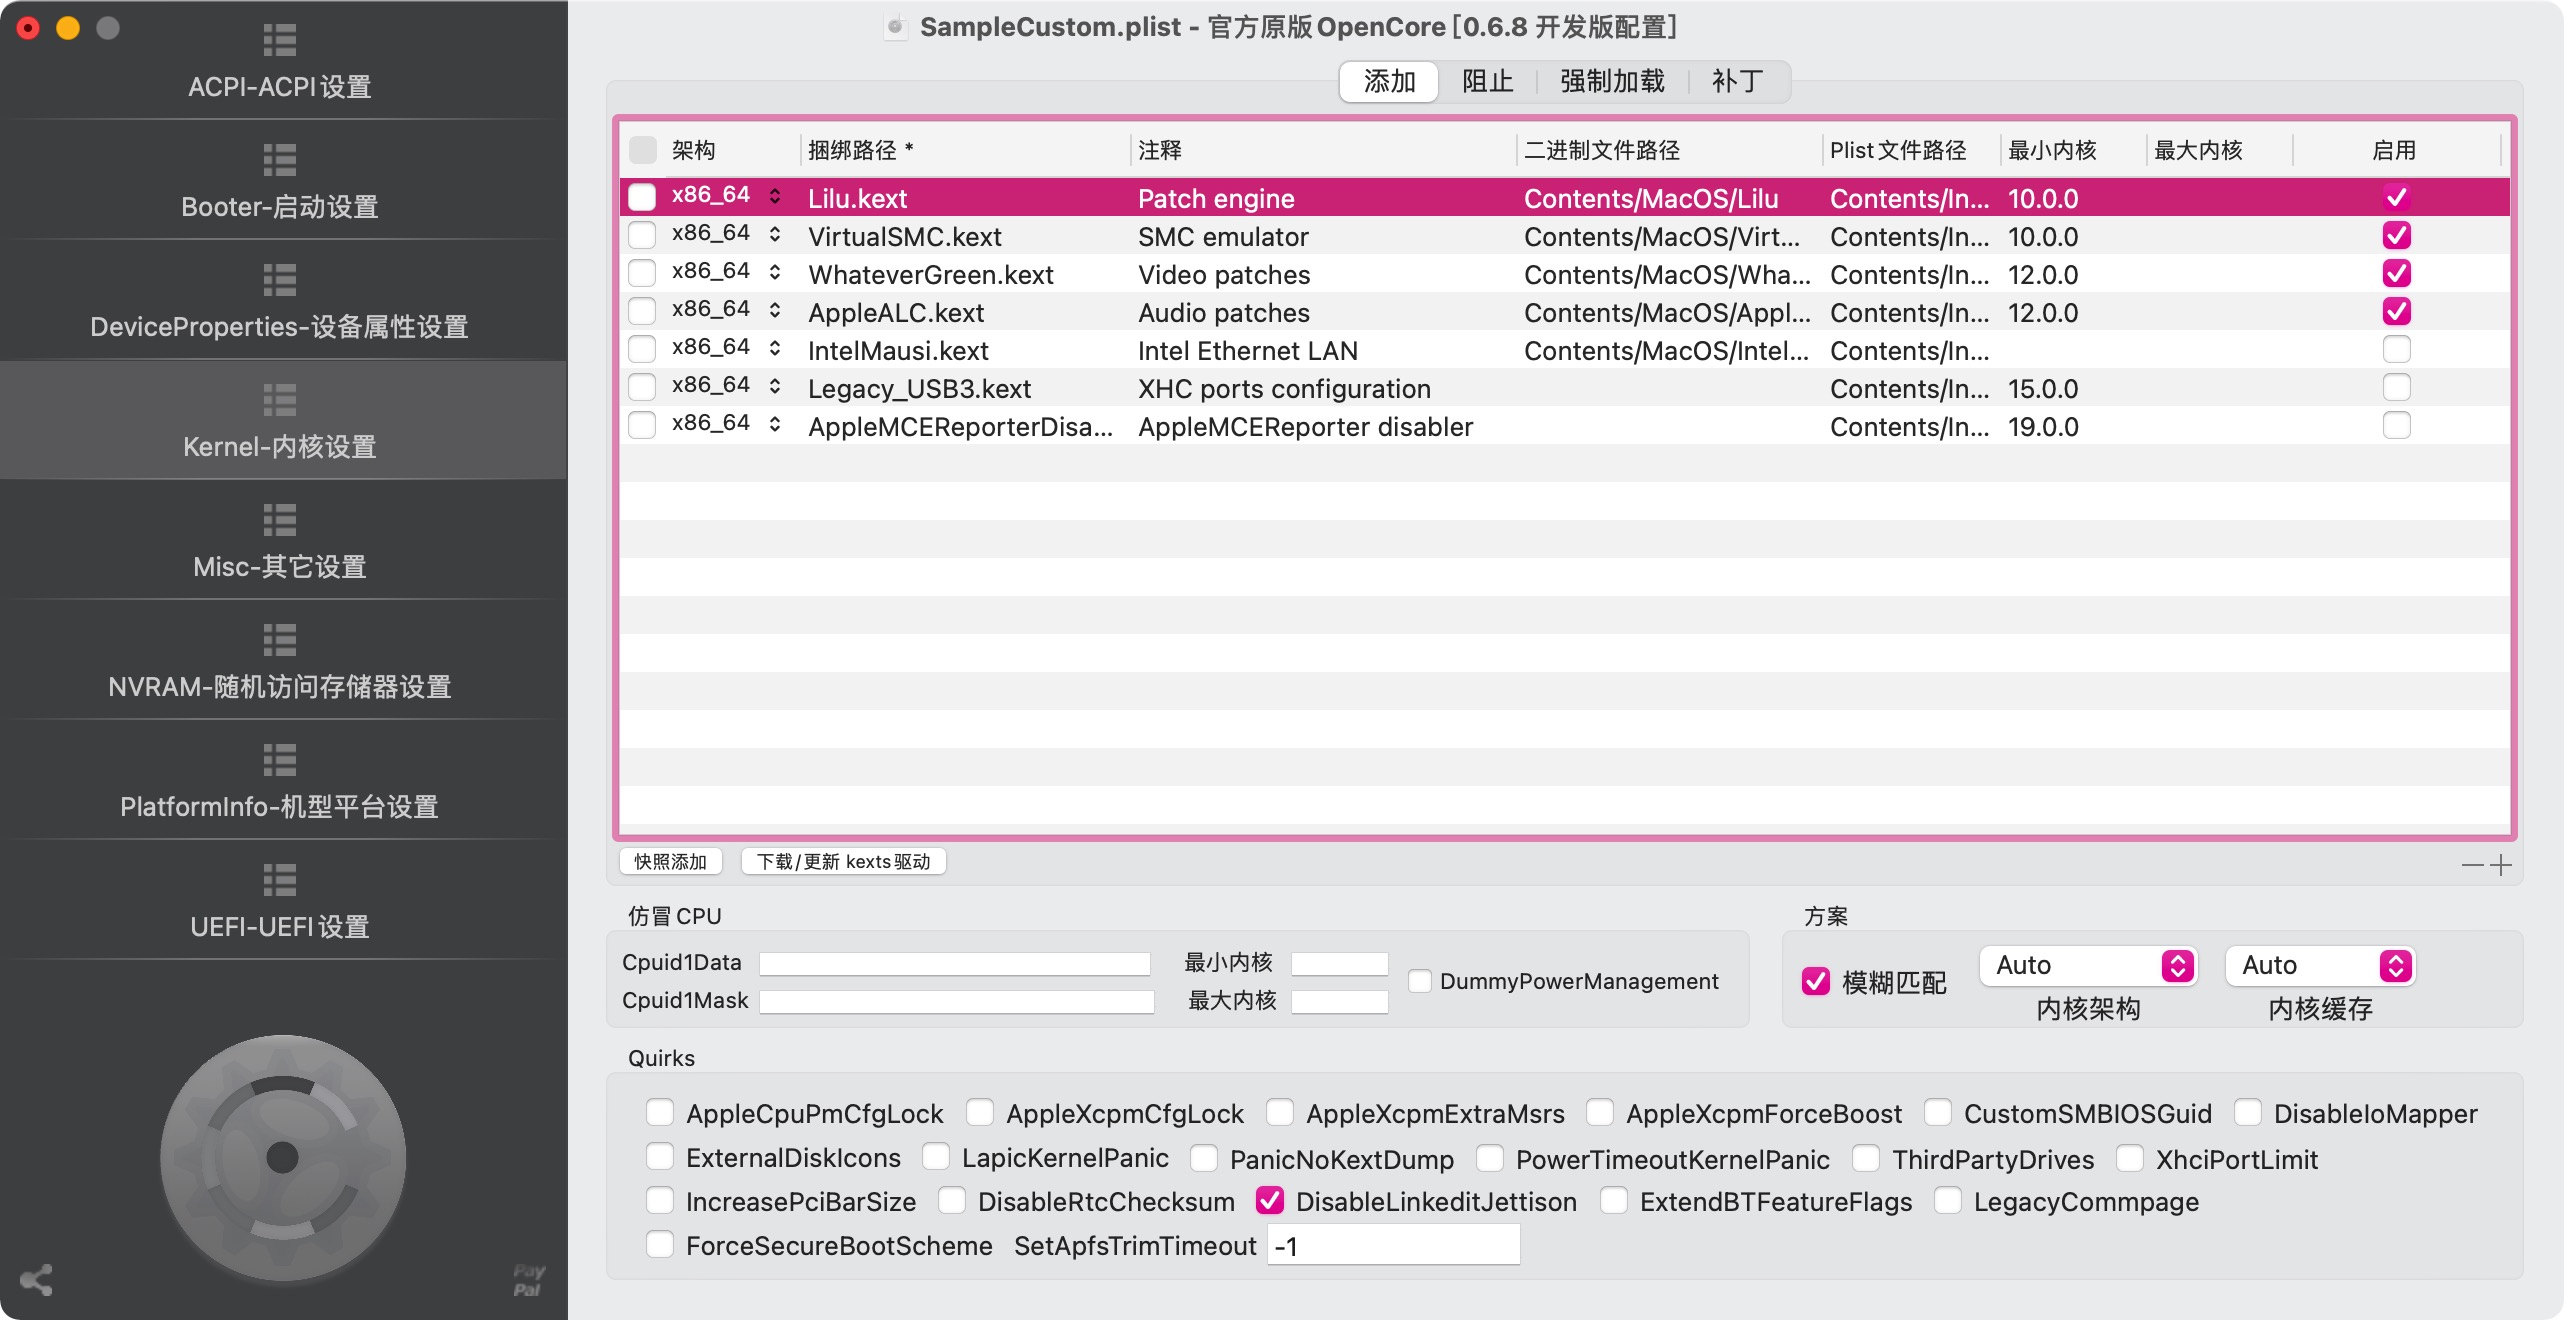 SampleCustom.plist - 官方原版OpenCore [0.6.8 开发版配置]
ACPI-ACPI设置
Booter-启动设置
DeviceProperties-设备属性设置
Kernel-内核设置
Misc-其它设置
NVRAM-随机访问存储器设置
PlatformInfo-机型平台设置
UEFI-UEFI设置
Pay
Pal
添加 阻止 强制加载 补丁
架构 捆绑路径 * 注释 二进制文件路径 Plist文件路径 最小内核 最大内核 启用
x86_64 Lilu.kext Patch engine Contents/MacOS/Lilu Contents/In... 10.0.0
x86_64 VirtualSMC.kext SMC emulator Contents/MacOS/Virt... Contents/In... 10.0.0
x86_64 WhateverGreen.kext Video patches Contents/MacOS/Wha... Contents/In... 12.0.0
x86_64 AppleALC.kext Audio patches Contents/MacOS/Appl... Contents/In... 12.0.0
x86_64 IntelMausi.kext Intel Ethernet LAN Contents/MacOS/Intel... Contents/In...
x86_64 Legacy_USB3.kext XHC ports configuration Contents/In... 15.0.0
x86_64 AppleMCEReporterDisa... AppleMCEReporter disabler Contents/In... 19.0.0
快照添加 下载/更新 kexts驱动
仿冒CPU
Cpuid1Data 最小内核
Cpuid1Mask 最大内核
DummyPowerManagement
方案
模糊匹配 Auto Auto
内核架构 内核缓存
Quirks
AppleCpuPmCfgLock AppleXcpmCfgLock AppleXcpmExtraMsrs AppleXcpmForceBoost CustomSMBIOSGuid DisableIoMapper
ExternalDiskIcons LapicKernelPanic PanicNoKextDump PowerTimeoutKernelPanic ThirdPartyDrives XhciPortLimit
IncreasePciBarSize DisableRtcChecksum DisableLinkeditJettison ExtendBTFeatureFlags LegacyCommpage
ForceSecureBootScheme SetApfsTrimTimeout -1